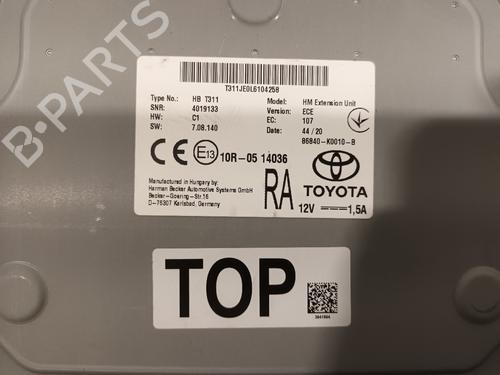 T311JE0L6104258
Type No.: HB T311
SNR: 4019133
HW: C1
SW: 7.08.140
Model: HM Extension Unit
Version: ECE
EC: 107
Date: 44 / 20
86840-K0010-B
CE E13 10R-05 14036
Manufactured in Hungary by:
Harman Becker Automotive Systems GmbH
Becker-Goering-Str.16
D-76307 Karlsbad, Germany
RA
TOYOTA
12V 1,5A
TOP
B-PARTS